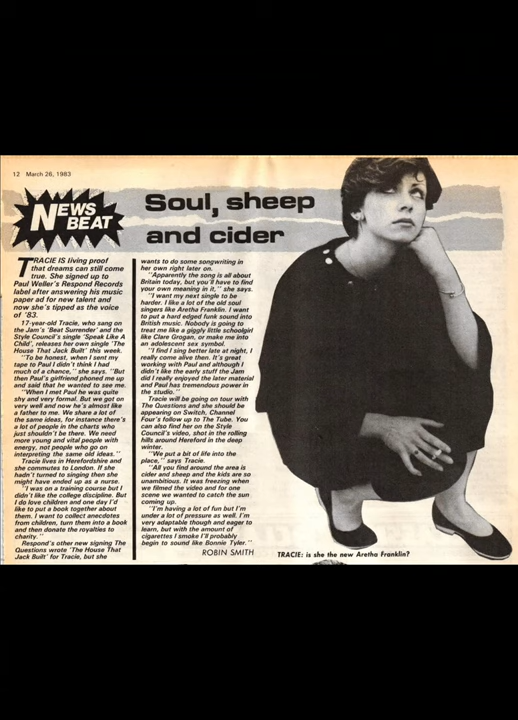 12 March 26, 1983
NEWS
BEAT
Soul, sheep
and cider
TRACIE IS living proof
that dreams can still come
true. She signed up to
Paul Weller's Respond Records
label after answering his music
paper ad for new talent and
now she's tipped as the voice
of '83.
17-year-old Tracie, who sang on
the Jam's 'Beat Surrender' and the
Style Council's single 'Speak Like A
Child', releases her own single 'The
House That Jack Built' this week.
"To be honest, when I sent my
tape to Paul I didn't think I had
much of a chance," she says. "But
then Paul's girlfriend phoned me up
and said that he wanted to see me.
"When I met Paul he was quite
shy and very formal. But we got on
very well and now he's almost like
a father to me. We share a lot of
the same ideas, for instance there's
a lot of people in the charts who
just shouldn't be there. We need
more young and vital people with
energy, not people who go on
interpreting the same old ideas."
Tracie lives in Herefordshire and
she commutes to London. If she
hadn't turned to singing then she
might have ended up as a nurse.
"I was on a training course but I
didn't like the college discipline. But
I do love children and one day I'd
like to put a book together about
them. I want to collect anecdotes
from children, turn them into a book
and then donate the royalties to
charity."
Respond's other new signing The
Questions wrote 'The House That
Jack Built' for Tracie, but she
wants to do some songwriting in
her own right later on.
"Apparently the song is all about
Britain today, but you'll have to find
your own meaning in it," she says.
"I want my next single to be
harder. I like a lot of the old soul
singers like Aretha Franklin. I want
to put a hard edged funk sound into
British music. Nobody is going to
treat me like a giggly little schoolgirl
like Clare Grogan, or make me into
an adolescent sex symbol.
"I find I sing better late at night, I
really come alive then. It's great
working with Paul and although I
didn't like the early stuff the Jam
did I really enjoyed the later material
and Paul has tremendous power in
the studio."
Tracie will be going on tour with
The Questions and she should be
appearing on Switch, Channel
Four's follow up to The Tube. You
can also find her on the Style
Council's video, shot in the rolling
hills around Hereford in the deep
winter.
"We put a bit of life into the
place," says Tracie.
"All you find around the area is
cider and sheep and the kids are so
unambitious. It was freezing when
we filmed the video and for one
scene we wanted to catch the sun
coming up.
"I'm having a lot of fun but I'm
under a lot of pressure as well. I'm
very adaptable though and eager to
learn, but with the amount of
cigarettes I smoke I'll probably
begin to sound like Bonnie Tyler."
ROBIN SMITH
TRACIE: is she the new Aretha Franklin?